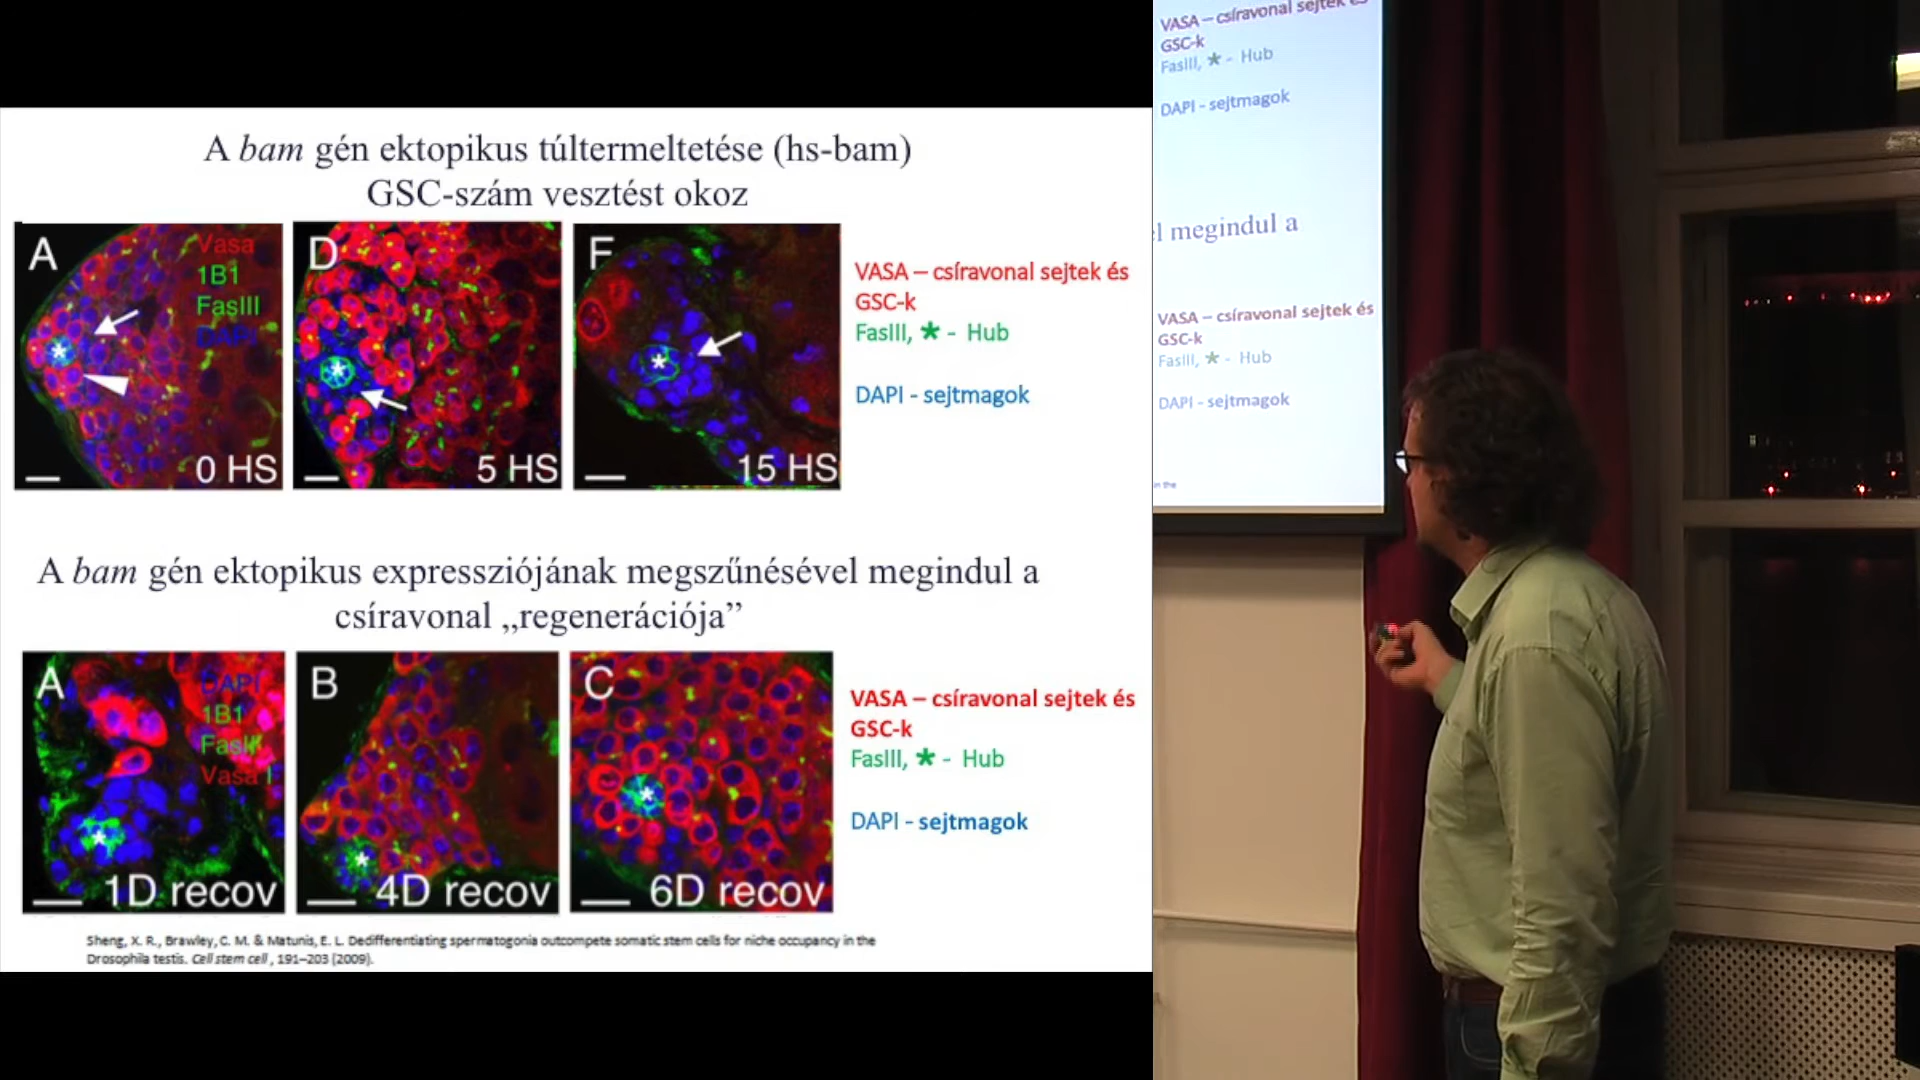 A bam gén ektopikus túltermeltetése (hs-bam)
GSC-szám vesztést okoz
A
Vasa
1B1
FasIII
DAPI
0 HS
D
5 HS
F
15 HS
VASA – csíravonal sejtek és
GSC-k
FasIII, * - Hub
DAPI - sejtmagok
A bam gén ektopikus expressziójának megszűnésével megindul a
csíravonal „regenerációja”
A
DAPI
1B1
FasIII
Vasa
1D recov
B
4D recov
C
6D recov
VASA – csíravonal sejtek és
GSC-k
FasIII, * - Hub
DAPI - sejtmagok
Sheng, X. R., Brawley, C. M. & Matunis, E. L. Dedifferentiating spermatogonia outcompete somatic stem cells for niche occupancy in the
Drosophila testis. Cell stem cell , 191–203 (2009).
VASA – csíravonal sejtek és
GSC-k
FasIII, * - Hub
DAPI - sejtmagok
el megindul a
VASA – csíravonal sejtek és
GSC-k
FasIII, * - Hub
DAPI - sejtmagok
in the